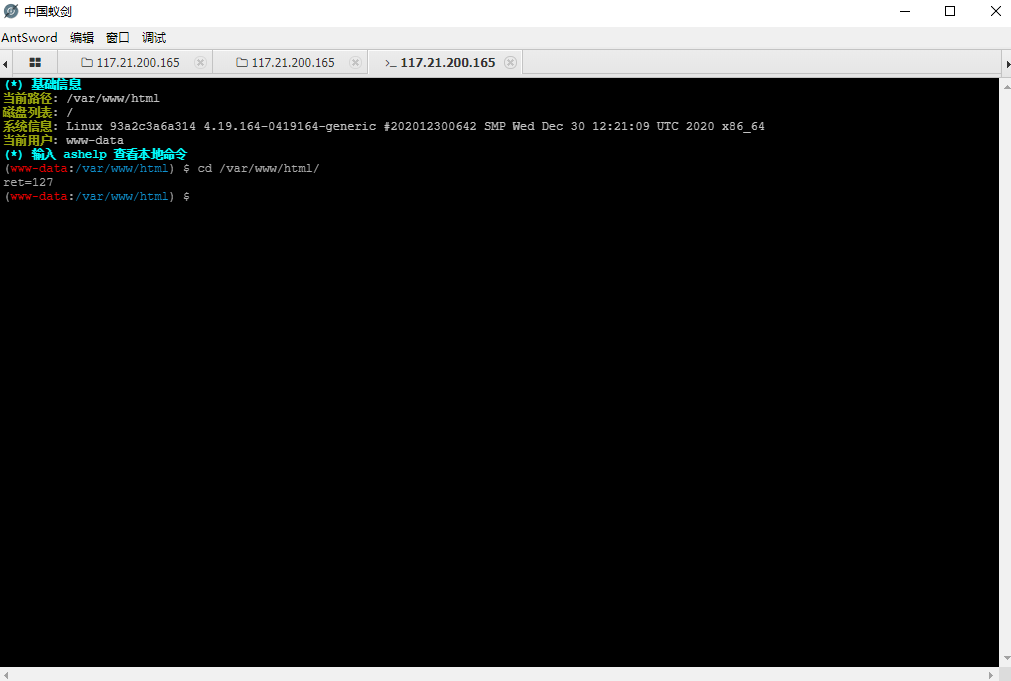 中国蚁剑
AntSword 编辑 窗口 调试
117.21.200.165 117.21.200.165 >_ 117.21.200.165
(*) 基础信息
当前路径: /var/www/html
磁盘列表: /
系统信息: Linux 93a2c3a6a314 4.19.164-0419164-generic #202012300642 SMP Wed Dec 30 12:21:09 UTC 2020 x86_64
当前用户: www-data
(*) 输入 ashelp 查看本地命令
(www-data:/var/www/html) $ cd /var/www/html/
ret=127
(www-data:/var/www/html) $